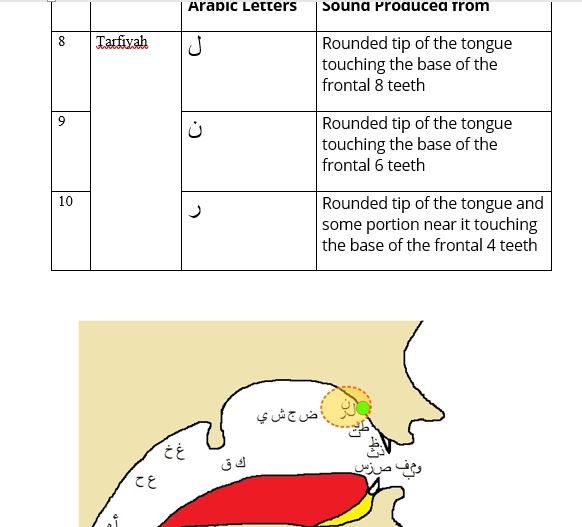 Arabic Letters Sound Produced from
8 Tarfiyah ل Rounded tip of the tongue
touching the base of the
frontal 8 teeth
9 ن Rounded tip of the tongue
touching the base of the
frontal 6 teeth
10 ر Rounded tip of the tongue and
some portion near it touching
the base of the frontal 4 teeth
ن
ل ر
ض ج ش ي
ظ
ذ ث
غ خ
ك ق
وم ف
ص ز س
ع ح